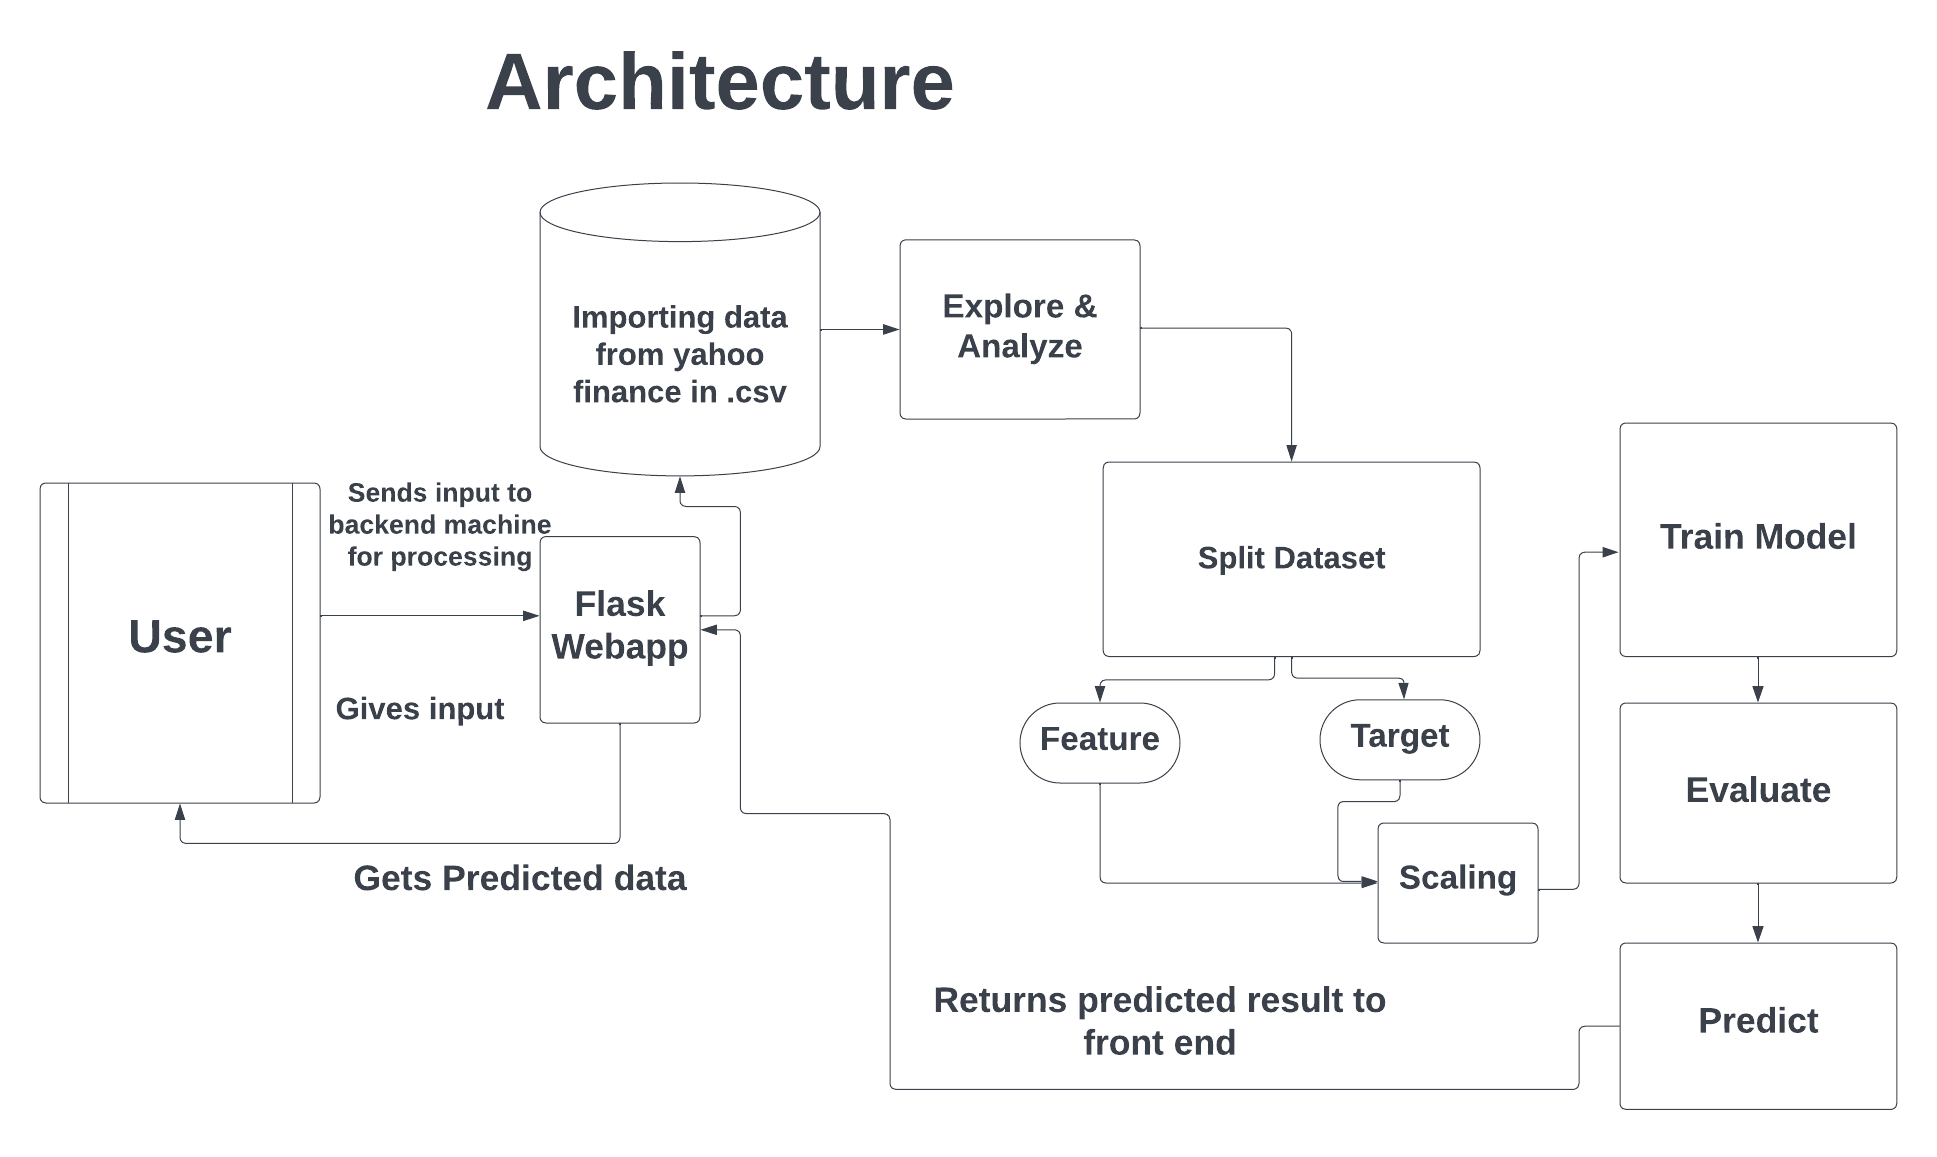 Architecture
Importing data
from yahoo
finance in .csv
Explore &
Analyze
Sends input to
backend machine
for processing
User
Flask
Webapp
Gives input
Gets Predicted data
Split Dataset
Feature
Target
Scaling
Train Model
Evaluate
Predict
Returns predicted result to
front end